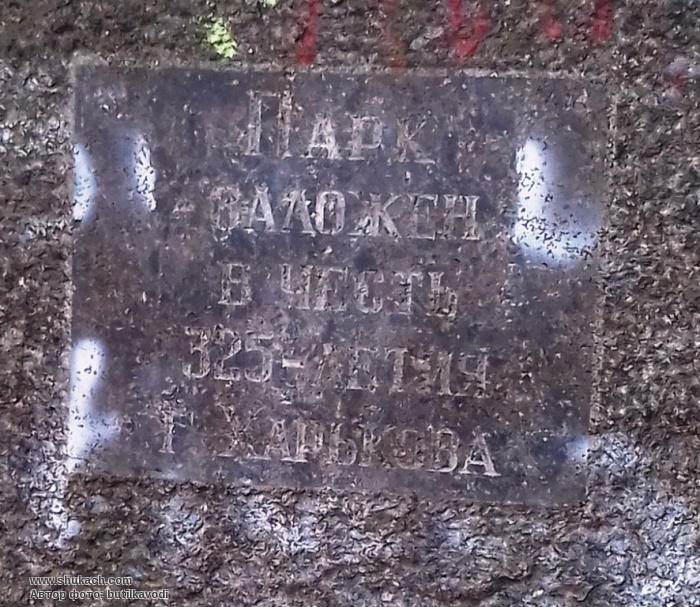 Парк
заложен
в честь
325-летия
г Харькова
www.shukach.com
Автор фото: butilkavodi